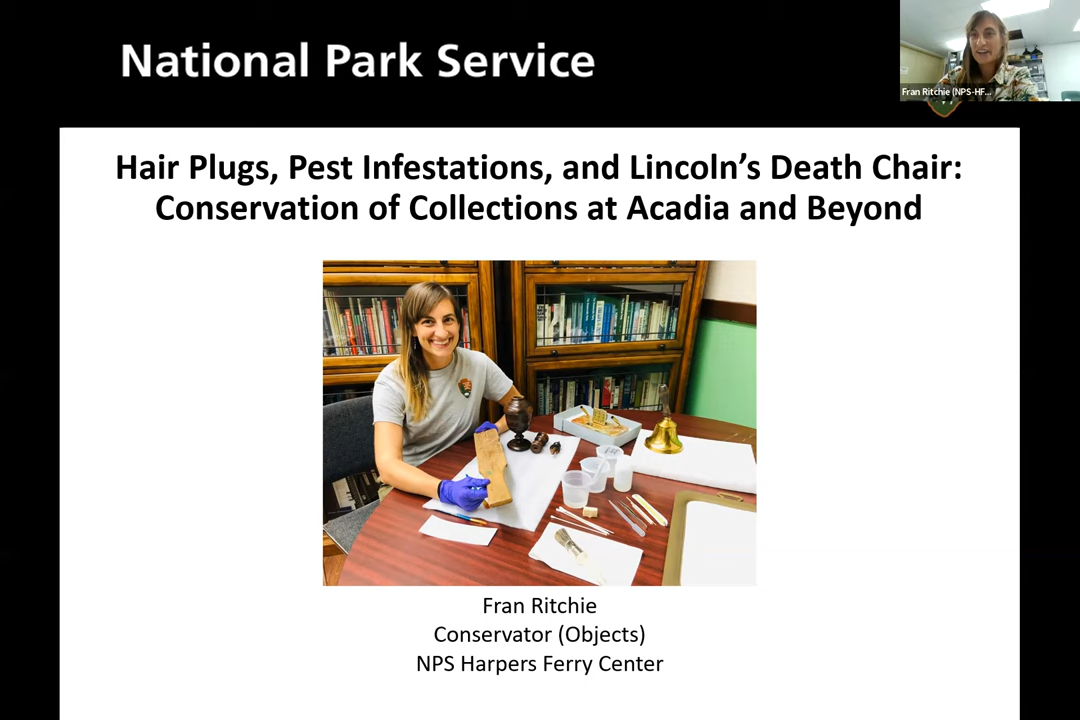 National Park Service
Fran Ritchie (NPS-HF...
Hair Plugs, Pest Infestations, and Lincoln’s Death Chair:
Conservation of Collections at Acadia and Beyond
Fran Ritchie
Conservator (Objects)
NPS Harpers Ferry Center